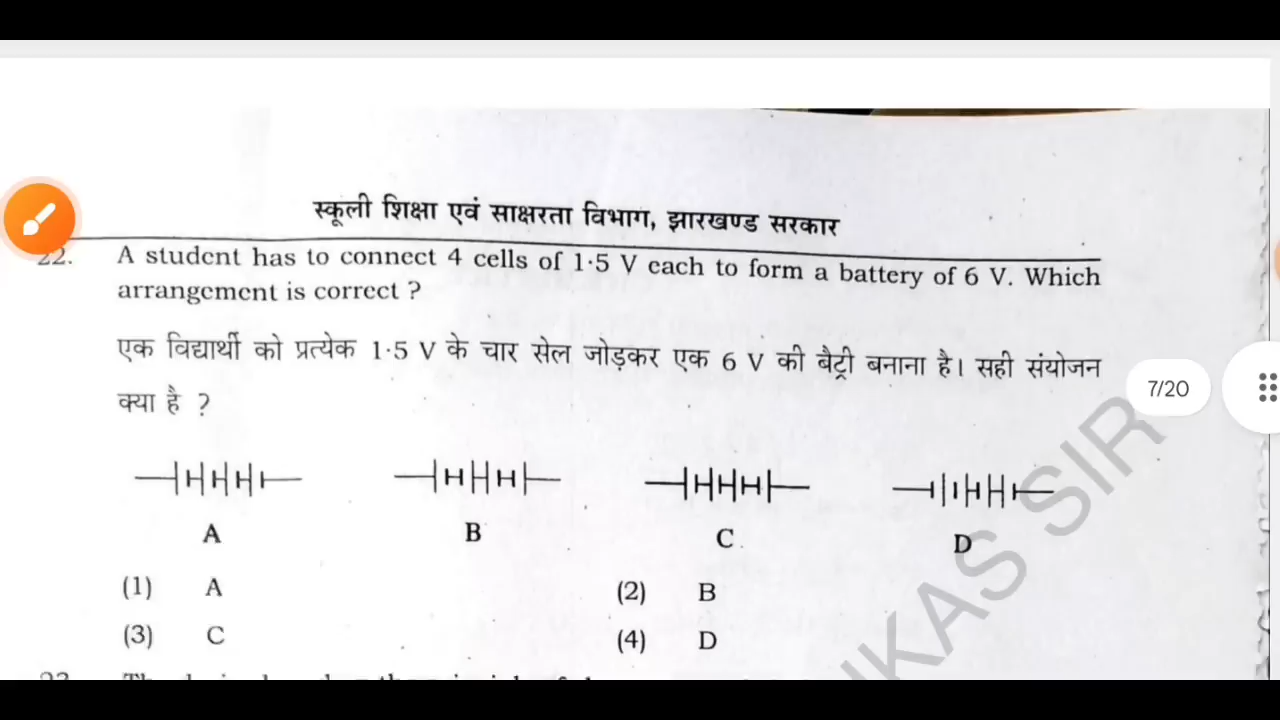 स्कूली शिक्षा एवं साक्षरता विभाग, झारखण्ड सरकार
22. A student has to connect 4 cells of 1·5 V each to form a battery of 6 V. Which
arrangement is correct ?
एक विद्यार्थी को प्रत्येक 1·5 V के चार सेल जोड़कर एक 6 V की बैट्री बनाना है। सही संयोजन
क्या है ?
7/20
A B C D
(1) A (2) B
(3) C (4) D
KAS SIR